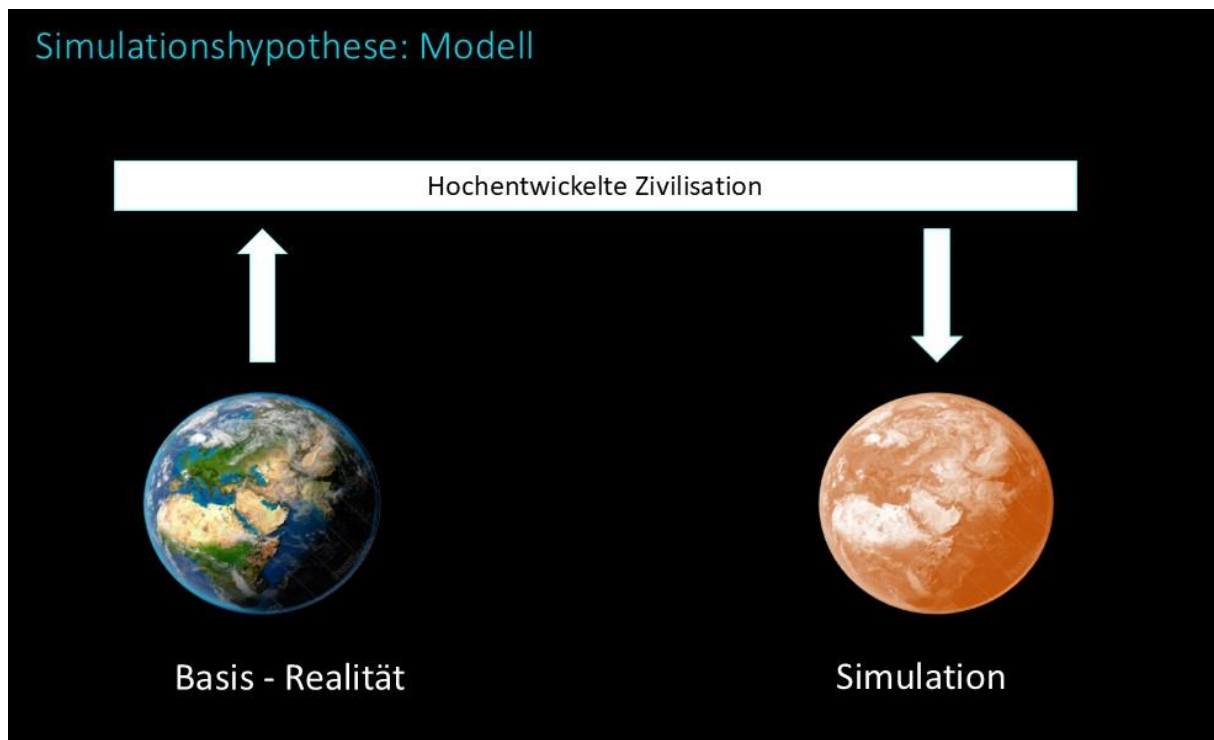 Simulationshypothese: Modell
Hochentwickelte Zivilisation
Basis - Realität
Simulation